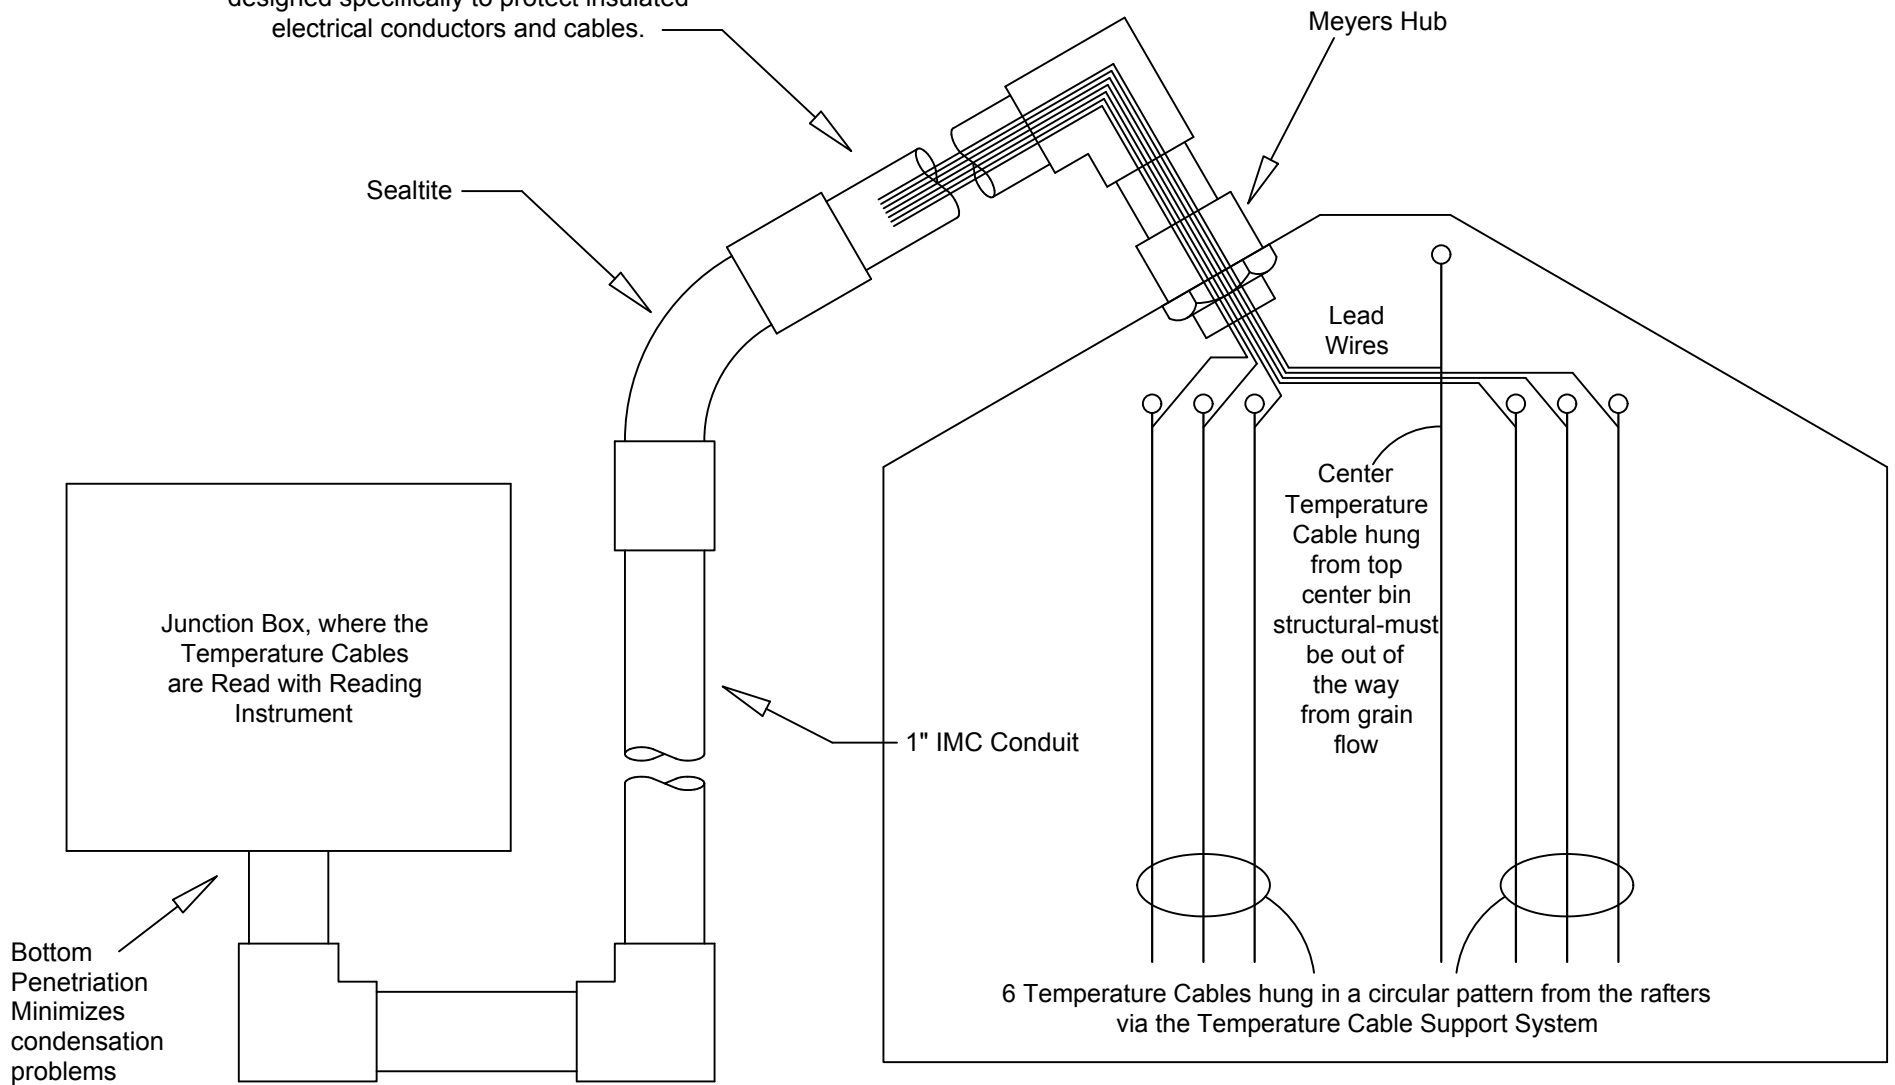 designed specifically to protect insulated
electrical conductors and cables.
Meyers Hub
Sealtite
Lead
Wires
Center
Temperature
Cable hung
from top
center bin
structural-must
be out of
the way
from grain
flow
Junction Box, where the
Temperature Cables
are Read with Reading
Instrument
1" IMC Conduit
Bottom
Penetriation
Minimizes
condensation
problems
6 Temperature Cables hung in a circular pattern from the rafters
via the Temperature Cable Support System